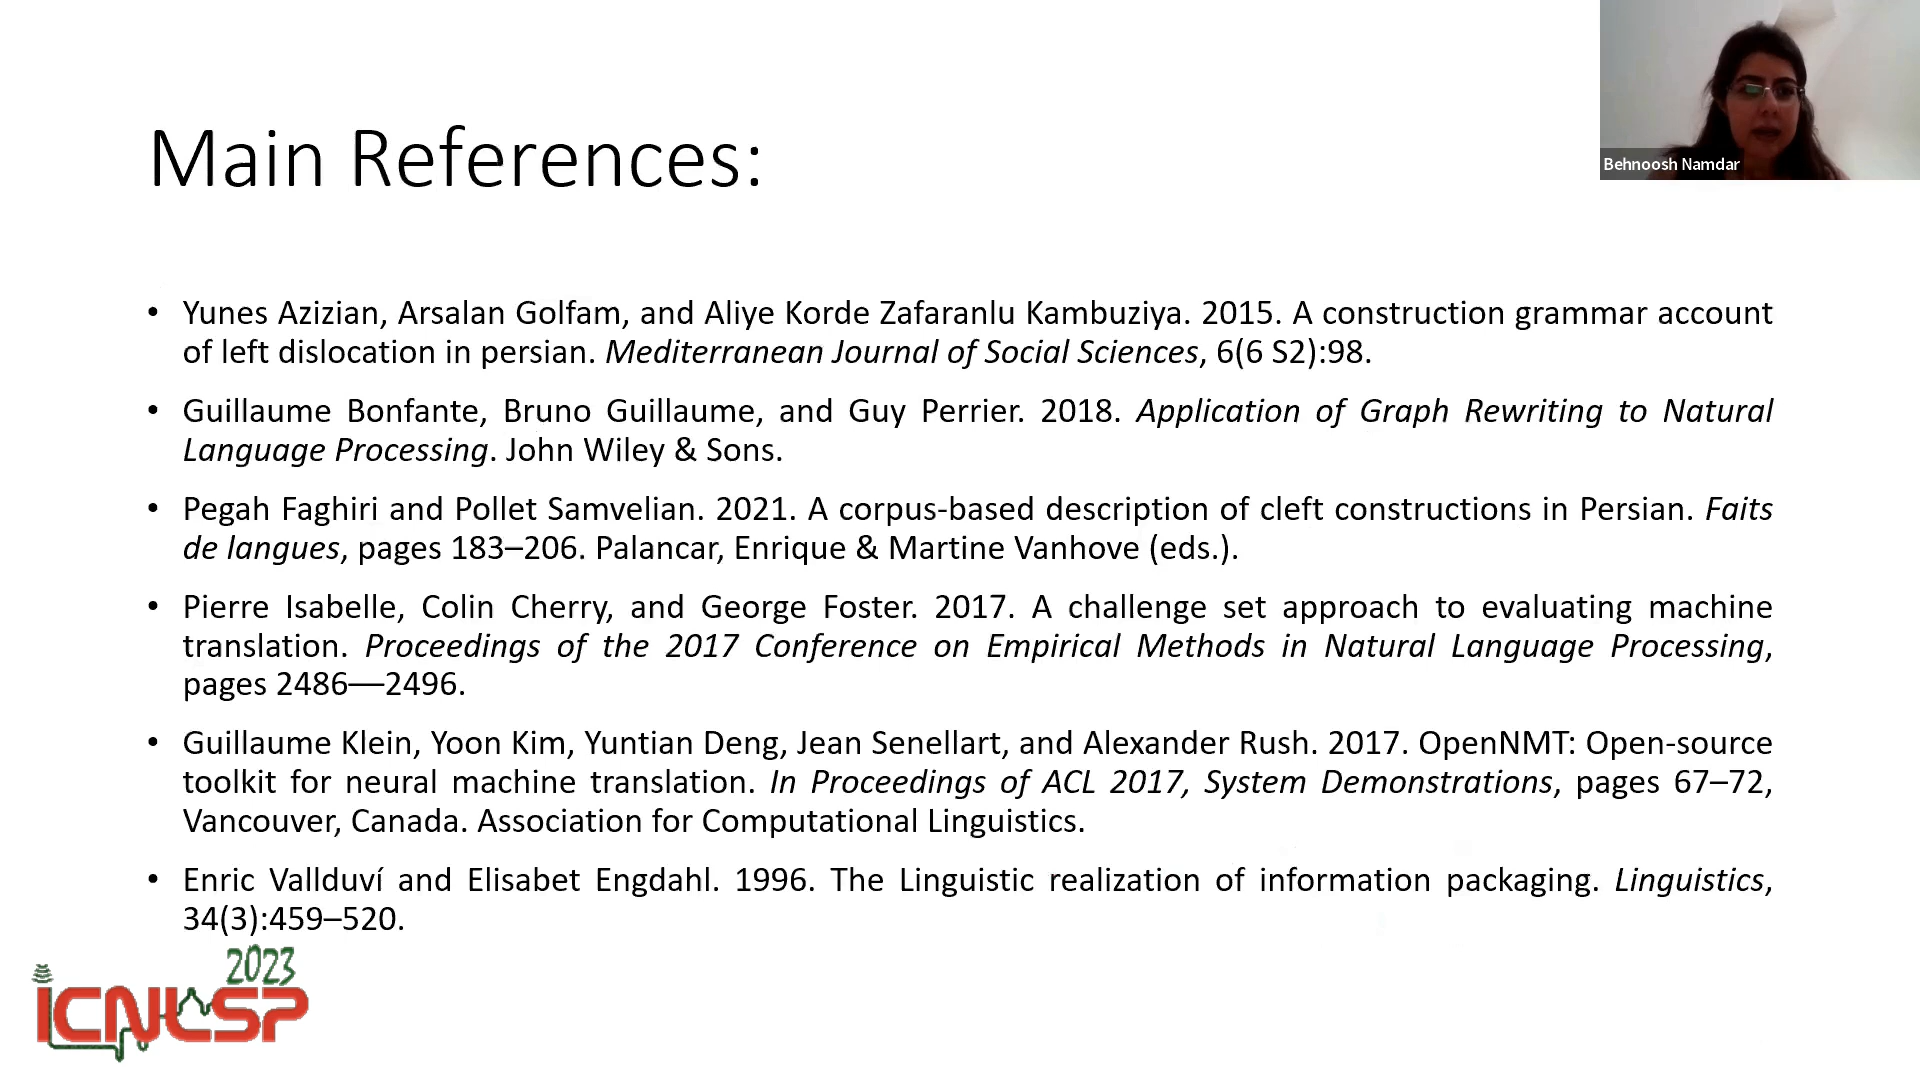 Main References:
Behnoosh Namdar
• Yunes Azizian, Arsalan Golfam, and Aliye Korde Zafaranlu Kambuziya. 2015. A construction grammar account
of left dislocation in persian. Mediterranean Journal of Social Sciences, 6(6 S2):98.
• Guillaume Bonfante, Bruno Guillaume, and Guy Perrier. 2018. Application of Graph Rewriting to Natural
Language Processing. John Wiley & Sons.
• Pegah Faghiri and Pollet Samvelian. 2021. A corpus-based description of cleft constructions in Persian. Faits
de langues, pages 183–206. Palancar, Enrique & Martine Vanhove (eds.).
• Pierre Isabelle, Colin Cherry, and George Foster. 2017. A challenge set approach to evaluating machine
translation. Proceedings of the 2017 Conference on Empirical Methods in Natural Language Processing,
pages 2486—–2496.
• Guillaume Klein, Yoon Kim, Yuntian Deng, Jean Senellart, and Alexander Rush. 2017. OpenNMT: Open-source
toolkit for neural machine translation. In Proceedings of ACL 2017, System Demonstrations, pages 67–72,
Vancouver, Canada. Association for Computational Linguistics.
• Enric Vallduví and Elisabet Engdahl. 1996. The Linguistic realization of information packaging. Linguistics,
34(3):459–520.
2023
ICNLSP